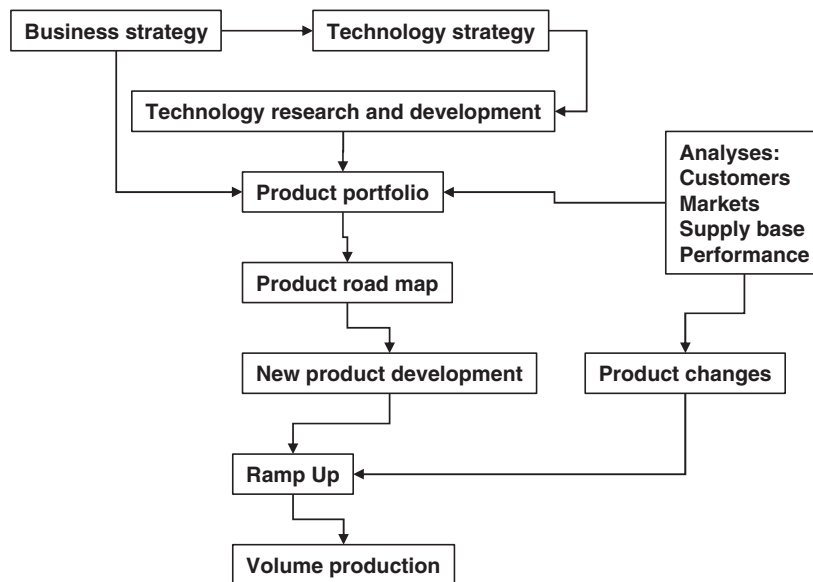 Business strategy
Technology strategy
Technology research and development
Analyses:
Customers
Markets
Supply base
Performance
Product portfolio
Product road map
New product development
Product changes
Ramp Up
Volume production